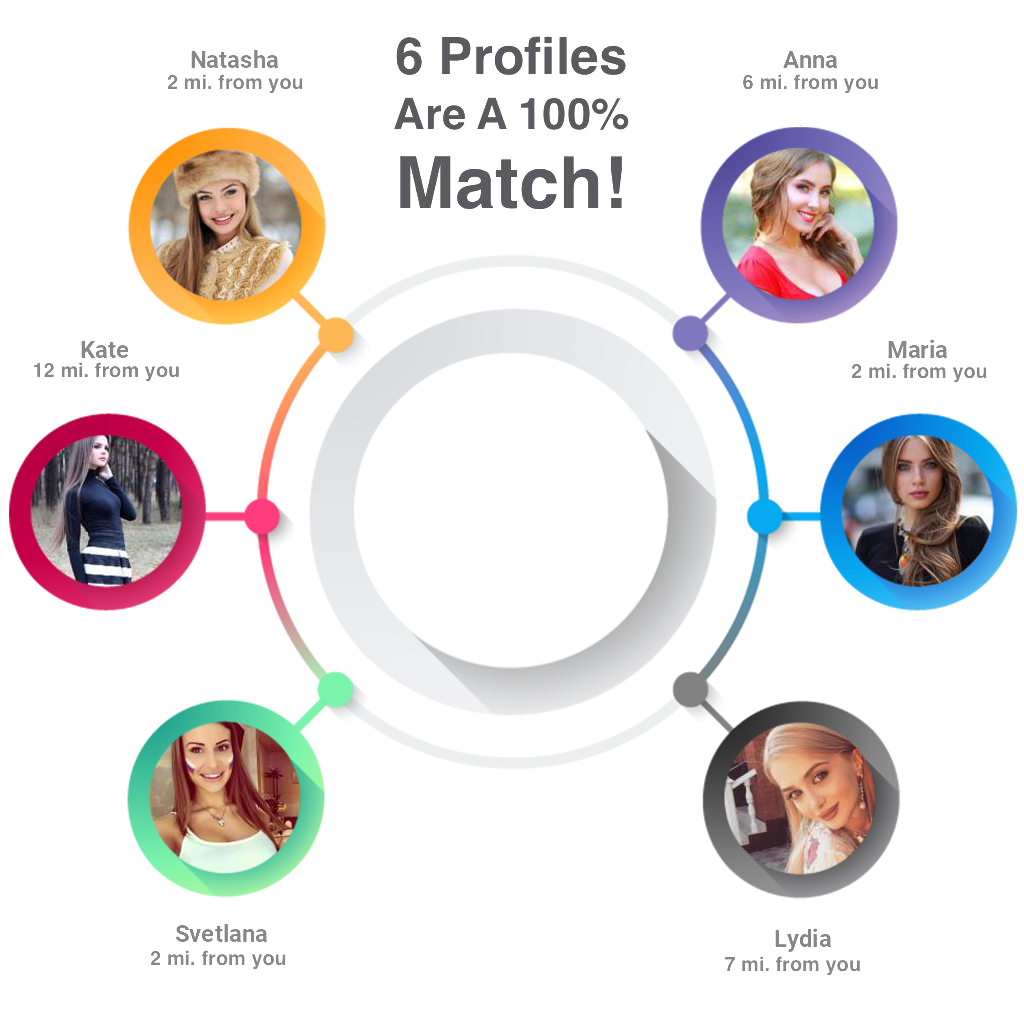 6 Profiles
Are A 100%
Match!
Natasha
2 mi. from you
Anna
6 mi. from you
Kate
12 mi. from you
Maria
2 mi. from you
Svetlana
2 mi. from you
Lydia
7 mi. from you